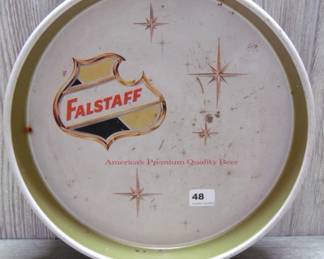 FALSTAFF
America's Premium Quality Beer
48